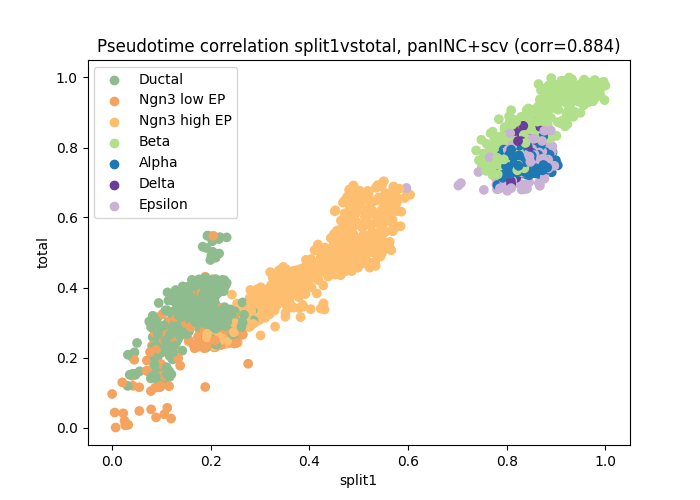 Pseudotime correlation split1vstotal, panINC+scv (corr=0.884)
1.0
0.8
0.6
0.4
0.2
0.0
total
Ductal
Ngn3 low EP
Ngn3 high EP
Beta
Alpha
Delta
Epsilon
0.0 0.2 0.4 0.6 0.8 1.0
split1